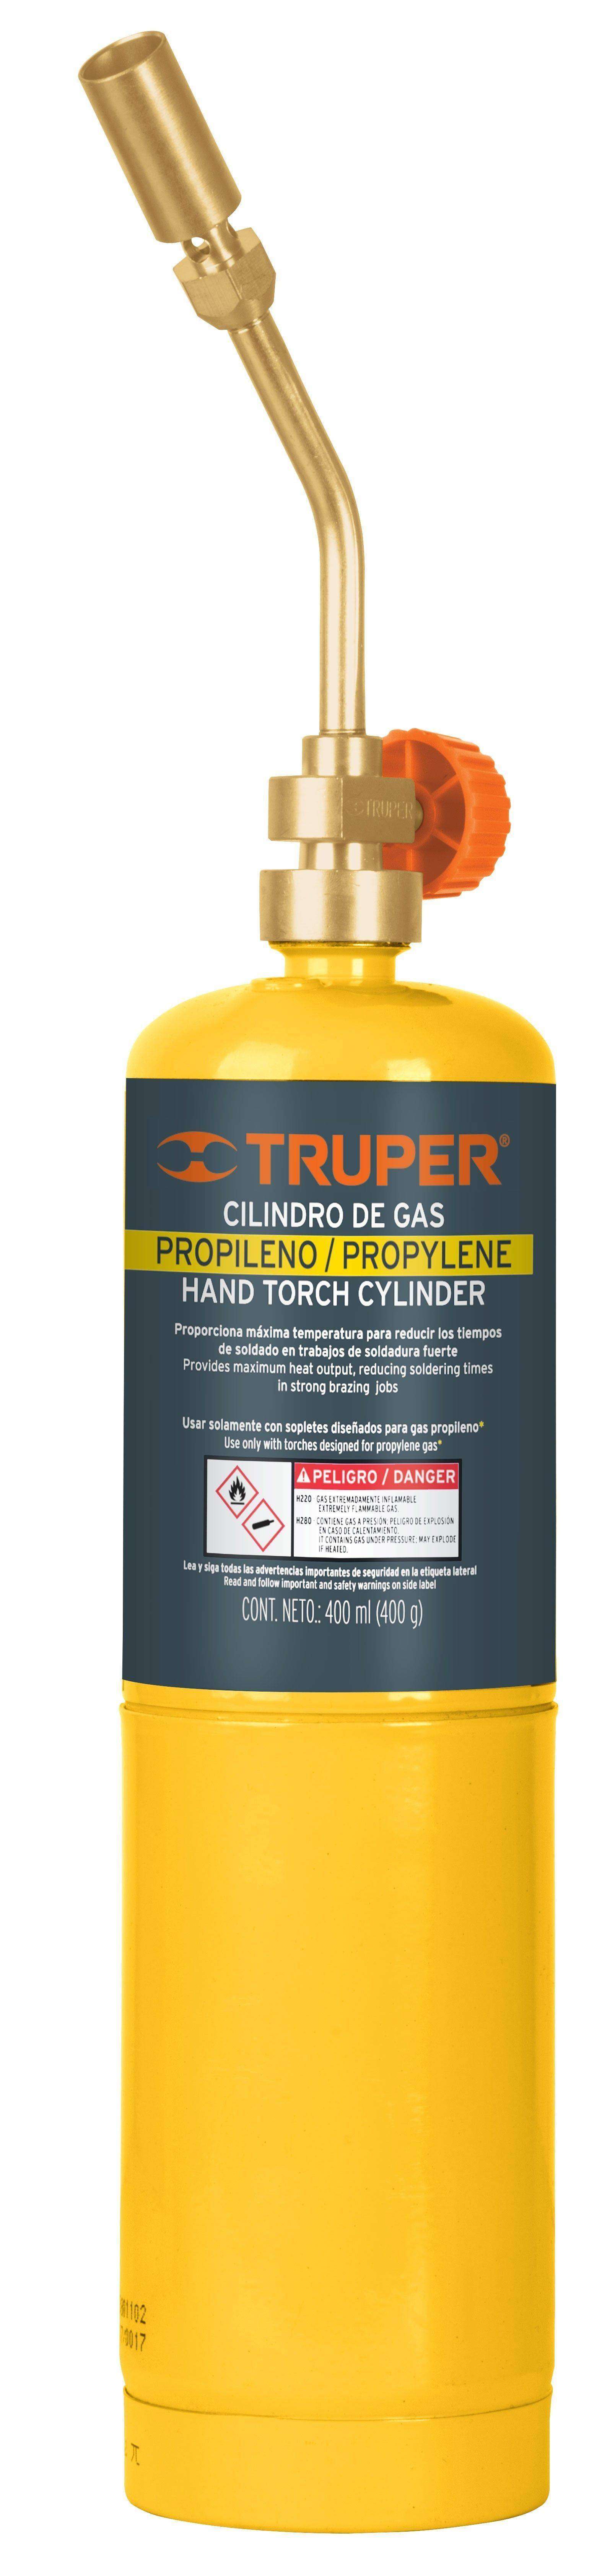 TRUPER
TRUPER®
CILINDRO DE GAS
PROPILENO / PROPYLENE
HAND TORCH CYLINDER
Proporciona máxima temperatura para reducir los tiempos
de soldado en trabajos de soldadura fuerte
Provides maximum heat output, reducing soldering times
in strong brazing jobs
Usar solamente con sopletes diseñados para gas propileno*
Use only with torches designed for propylene gas*
PELIGRO / DANGER
H220 GAS EXTREMADAMENTE INFLAMABLE
EXTREMELY FLAMMABLE GAS.
H280 CONTIENE GAS A PRESIÓN; PELIGRO DE EXPLOSIÓN
EN CASO DE CALENTAMIENTO.
IT CONTAINS GAS UNDER PRESSURE; MAY EXPLODE
IF HEATED.
Lea y siga todas las advertencias importantes de seguridad en la etiqueta lateral
Read and follow important and safety warnings on side label
CONT. NETO.: 400 ml (400 g)
1102
0017